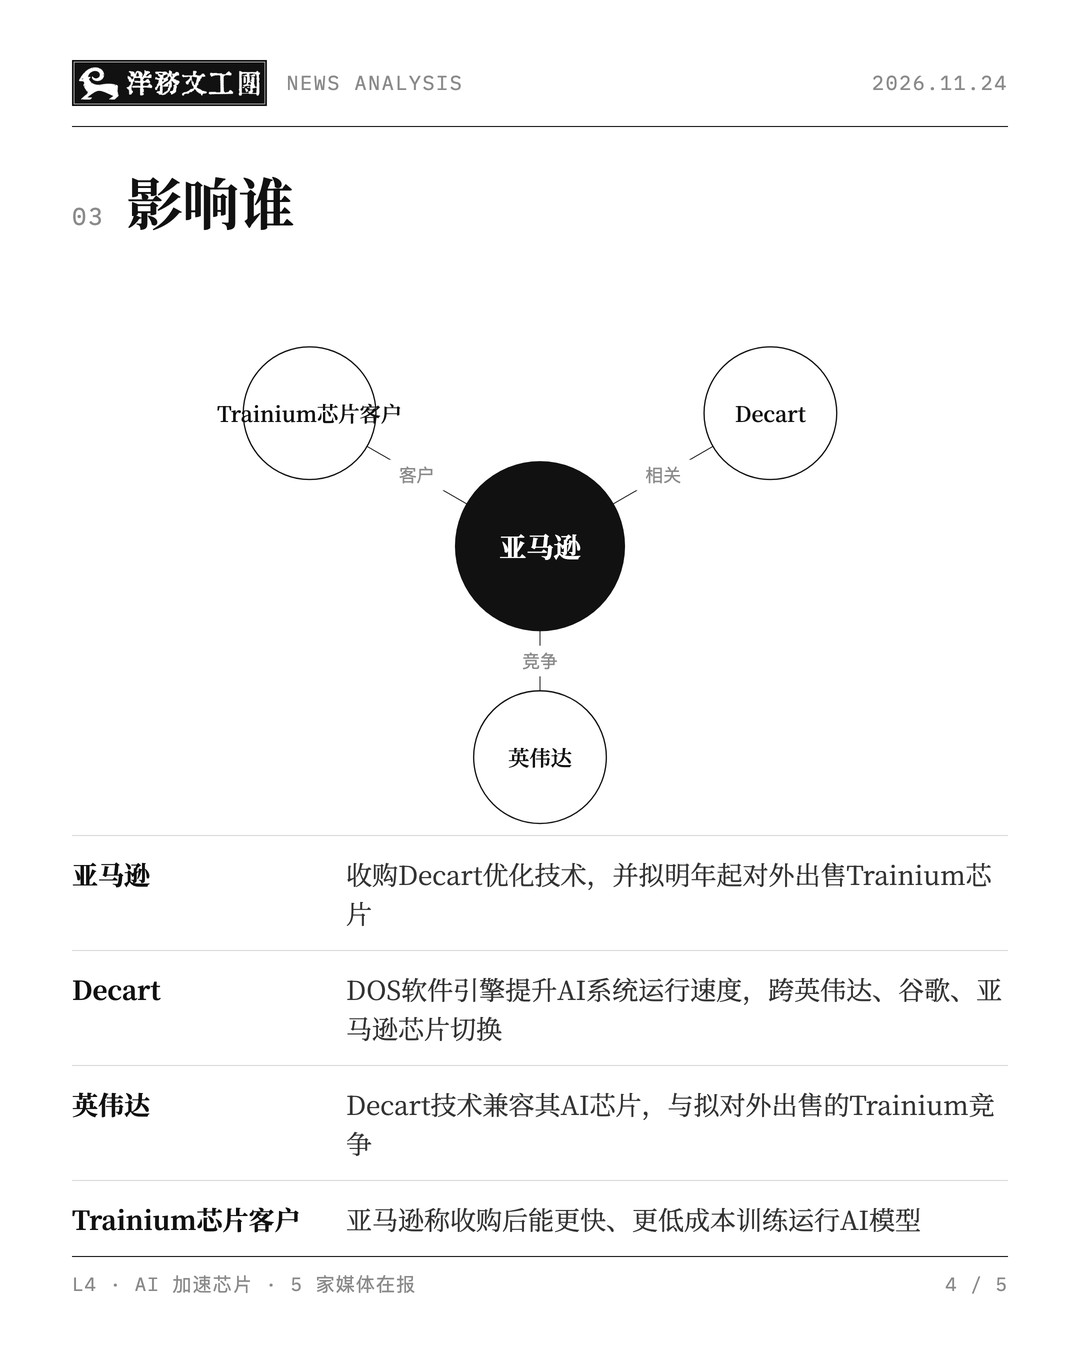 洋務文工團 NEWS ANALYSIS 2026.11.24
03 影响谁
Trainium芯片客户
Decart
客户
相关
亚马逊
竞争
英伟达
亚马逊 收购Decart优化技术，并拟明年起对外出售Trainium芯
片
Decart DOS软件引擎提升AI系统运行速度，跨英伟达、谷歌、亚
马逊芯片切换
英伟达 Decart技术兼容其AI芯片，与拟对外出售的Trainium竞
争
Trainium芯片客户 亚马逊称收购后能更快、更低成本训练运行AI模型
L4 · AI 加速芯片 · 5 家媒体在报 4 / 5